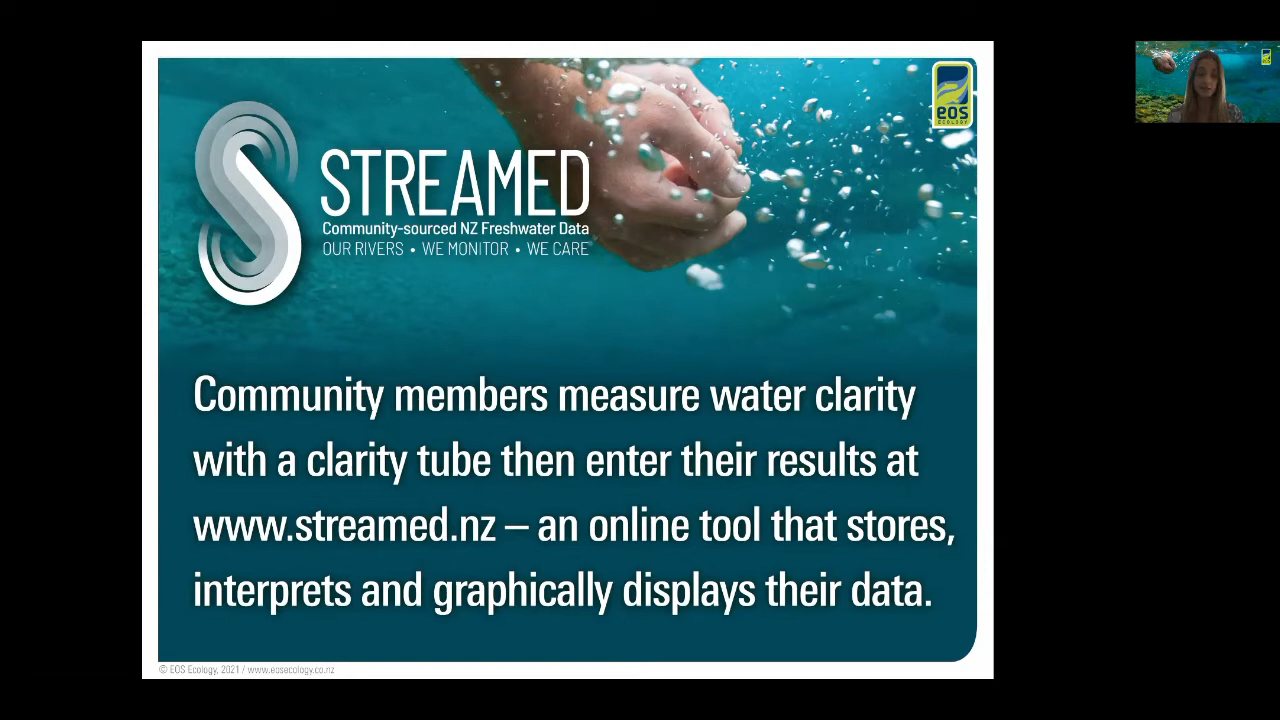 STREAMED
Community-sourced NZ Freshwater Data
OUR RIVERS • WE MONITOR • WE CARE
eos
ECOLOGY
Community members measure water clarity
with a clarity tube then enter their results at
www.streamed.nz – an online tool that stores,
interprets and graphically displays their data.
© EOS Ecology, 2021 / www.eosecology.co.nz